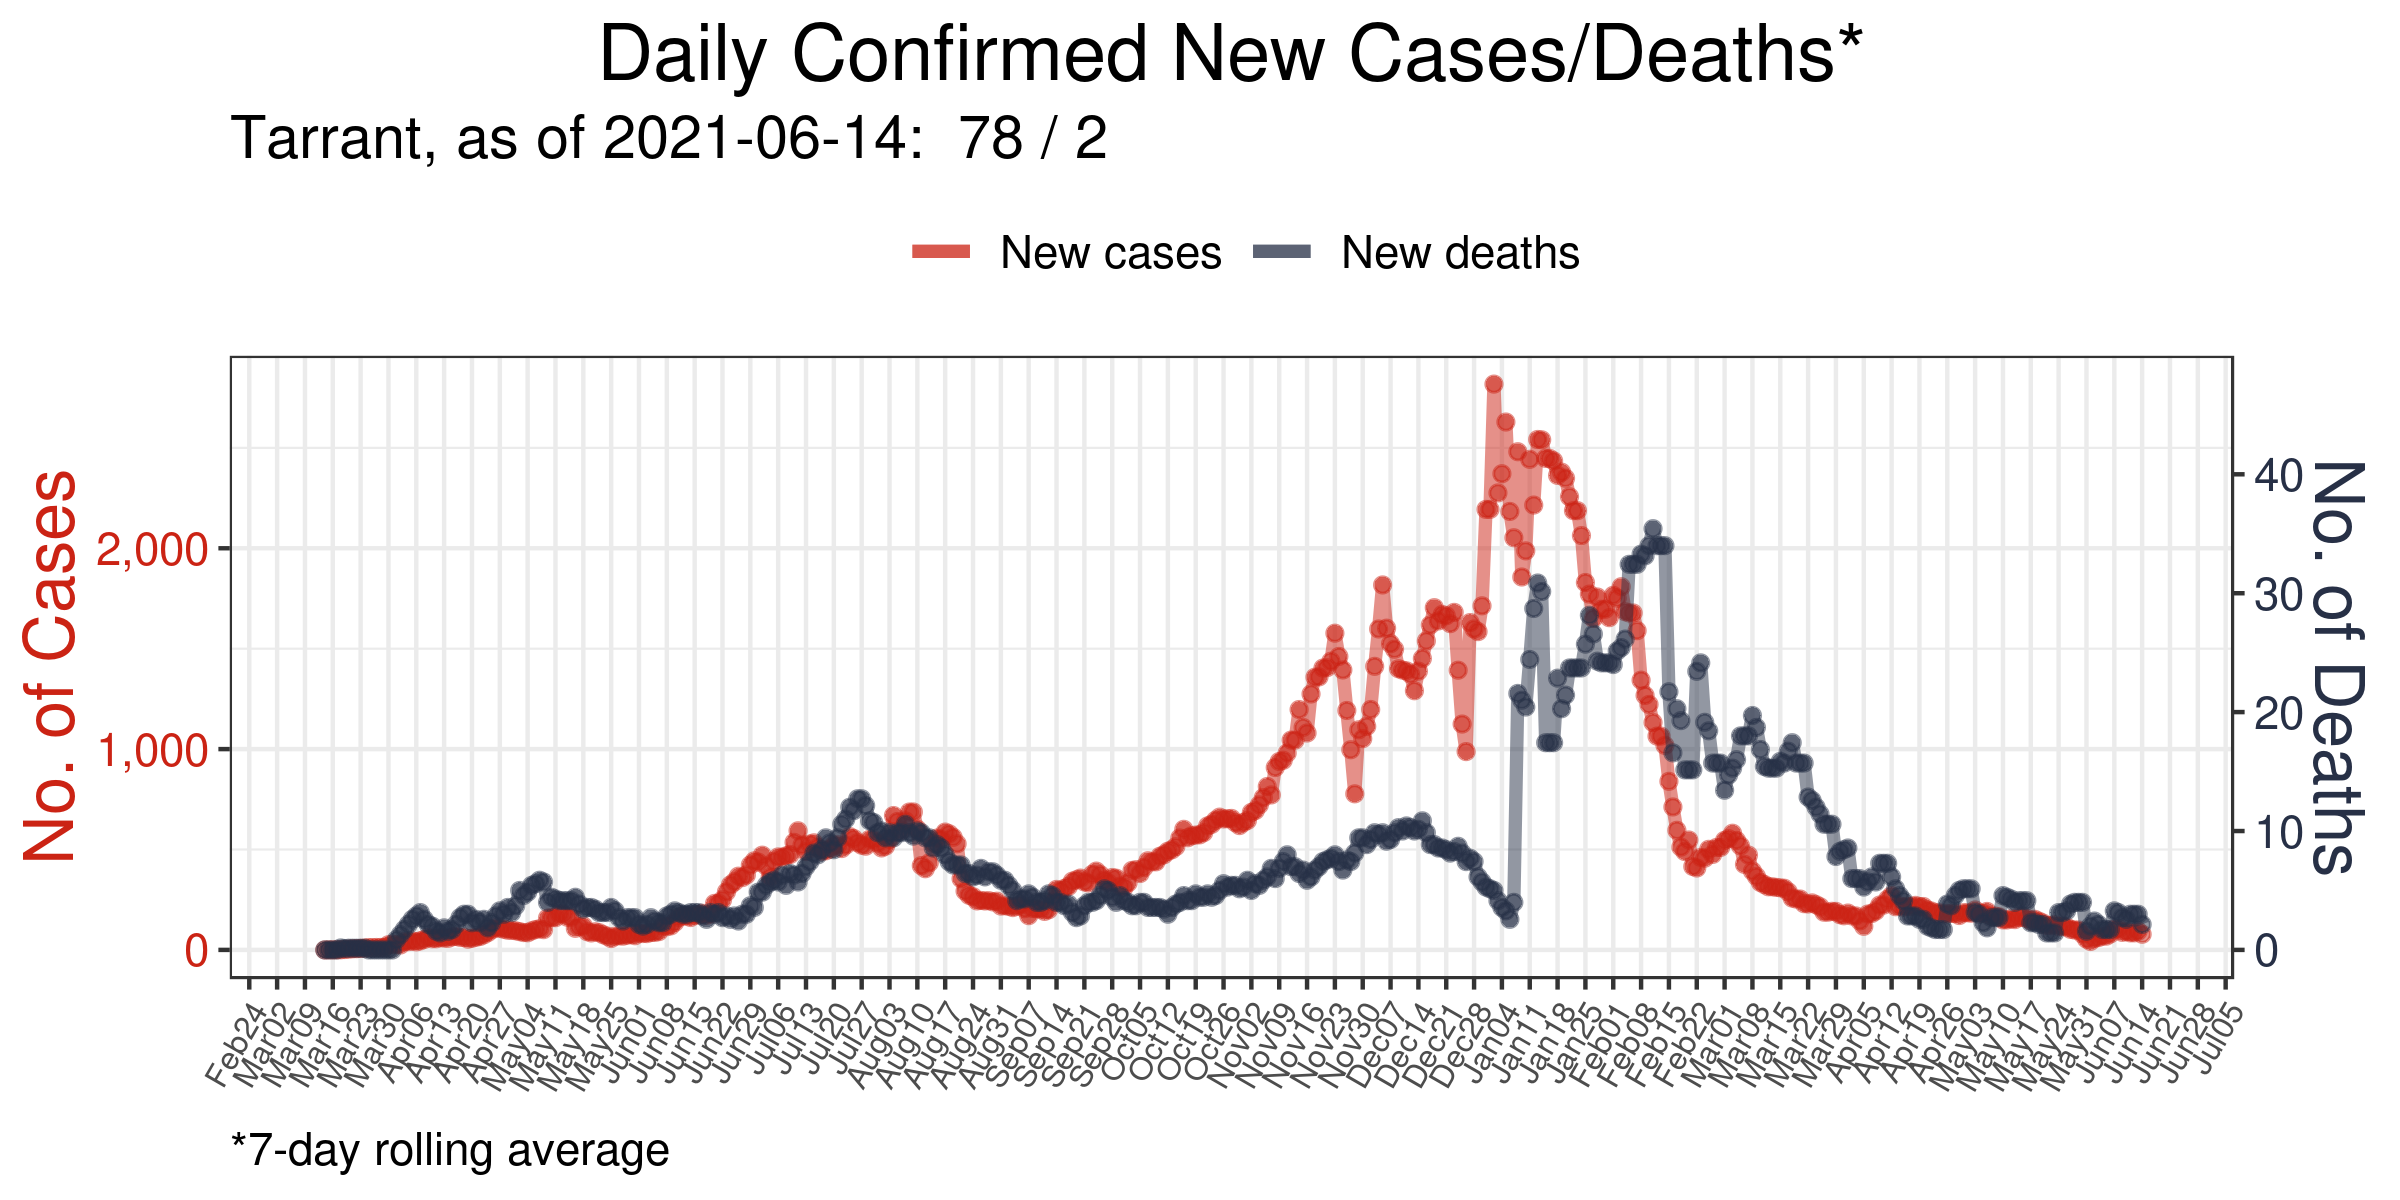 Daily Confirmed New Cases/Deaths*
Tarrant, as of 2021-06-14:  78 / 2
New cases
New deaths
No. of Cases
2,000
1,000
0
No. of Deaths
40
30
20
10
0
Feb24
Mar02
Mar09
Mar16
Mar23
Mar30
Apr06
Apr13
Apr20
Apr27
May04
May11
May18
May25
Jun01
Jun08
Jun15
Jun22
Jun29
Jul06
Jul13
Jul20
Jul27
Aug03
Aug10
Aug17
Aug24
Aug31
Sep07
Sep14
Sep21
Sep28
Oct05
Oct12
Oct19
Oct26
Nov02
Nov09
Nov16
Nov23
Nov30
Dec07
Dec14
Dec21
Dec28
Jan04
Jan11
Jan18
Jan25
Feb01
Feb08
Feb15
Feb22
Mar01
Mar08
Mar15
Mar22
Mar29
Apr05
Apr12
Apr19
Apr26
May03
May10
May17
May24
May31
Jun07
Jun14
Jun21
Jun28
Jul05
*7-day rolling average